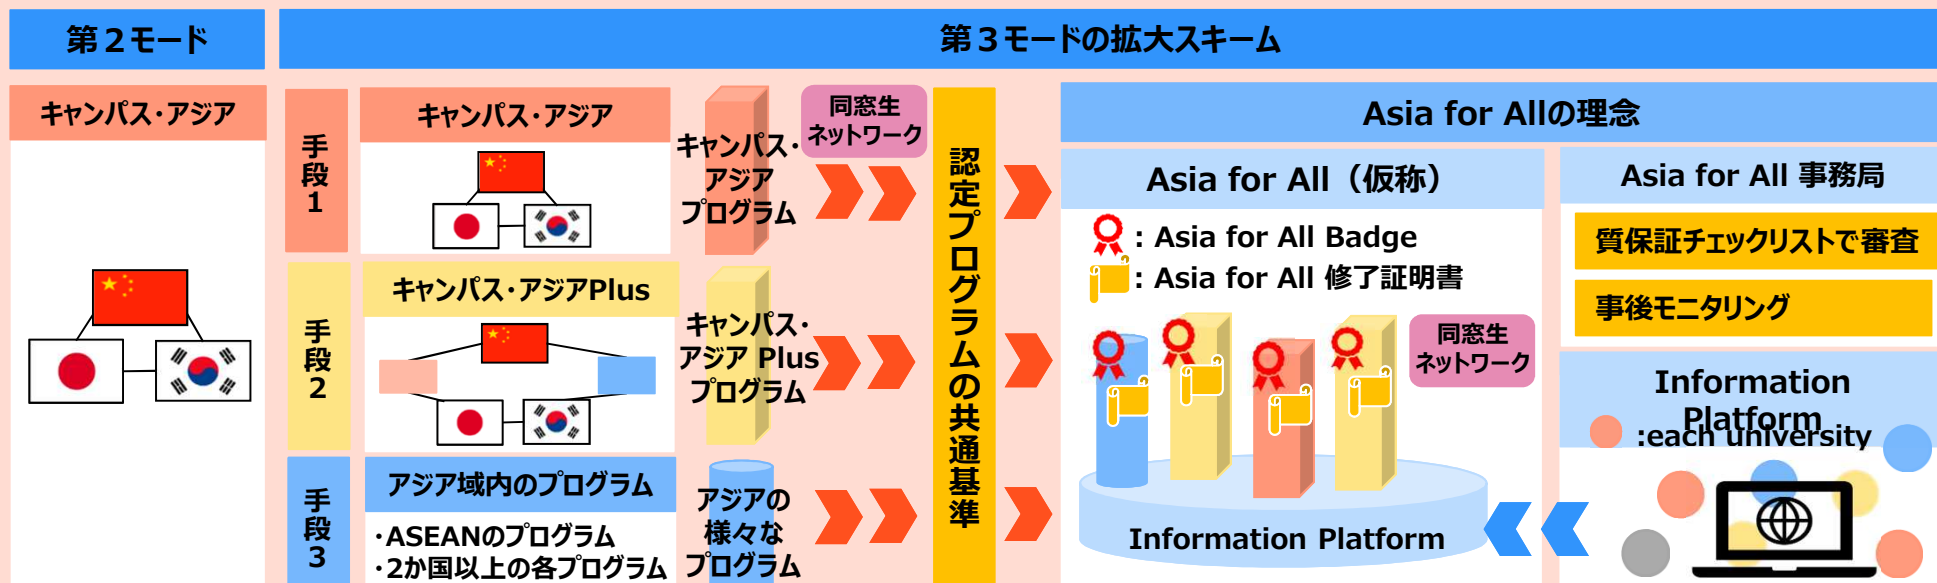 第2モード
第3モードの拡大スキーム
キャンパス・アジア
手段1
キャンパス・アジア
キャンパス・
アジア
プログラム
同窓生
ネットワーク
手段2
キャンパス・アジアPlus
キャンパス・
アジア Plus
プログラム
手段3
アジア域内のプログラム
・ASEANのプログラム
・2か国以上の各プログラム
アジアの
様々な
プログラム
認定プログラムの共通基準
Asia for Allの理念
Asia for All（仮称）
: Asia for All Badge
: Asia for All 修了証明書
同窓生
ネットワーク
Information Platform
Asia for All 事務局
質保証チェックリストで審査
事後モニタリング
Information
Platform
:each university